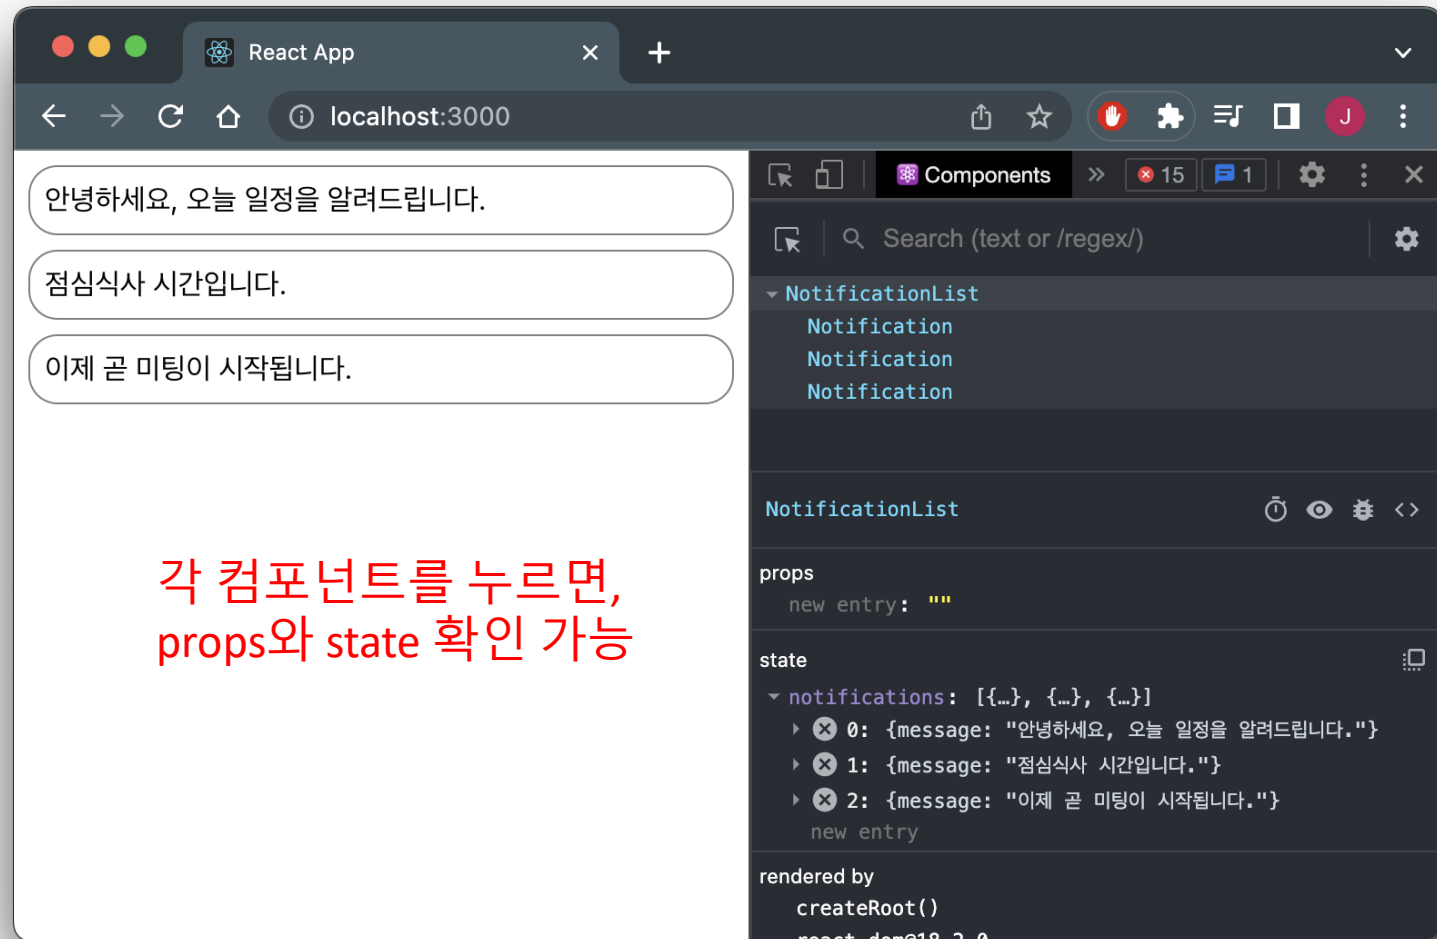 React App
localhost:3000
J
안녕하세요, 오늘 일정을 알려드립니다.
점심식사 시간입니다.
이제 곧 미팅이 시작됩니다.
각 컴포넌트를 누르면,
props와 state 확인 가능
Components
15
1
Search (text or /regex/)
NotificationList
Notification
Notification
Notification
NotificationList
props
new entry: ""
state
notifications: [{…}, {…}, {…}]
0: {message: "안녕하세요, 오늘 일정을 알려드립니다."}
1: {message: "점심식사 시간입니다."}
2: {message: "이제 곧 미팅이 시작됩니다."}
new entry
rendered by
createRoot()
react-dom@18.2.0